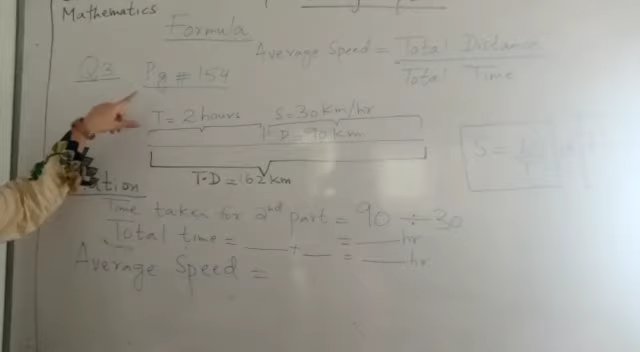 Mathematics
Formula
Average Speed = Total Distance
Total Time
Q3 Pg # 154
T = 2 hours S = 30 km/hr
D = 90 km
T.D = 162 km
S =
Time taken for 2nd part = 90 ÷ 30
Total time = ___ + ___ = ___ hr
= ___ hr
Average Speed =